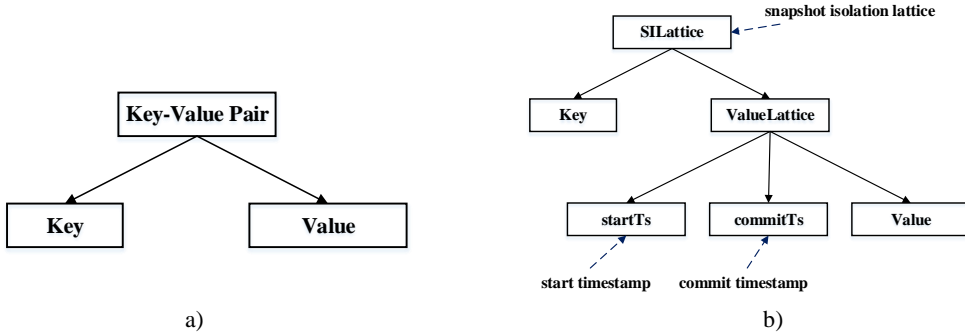 Key-Value Pair
Key
Value
a)
snapshot isolation lattice
SILattice
Key
ValueLattice
startTs
commitTs
Value
start timestamp
commit timestamp
b)